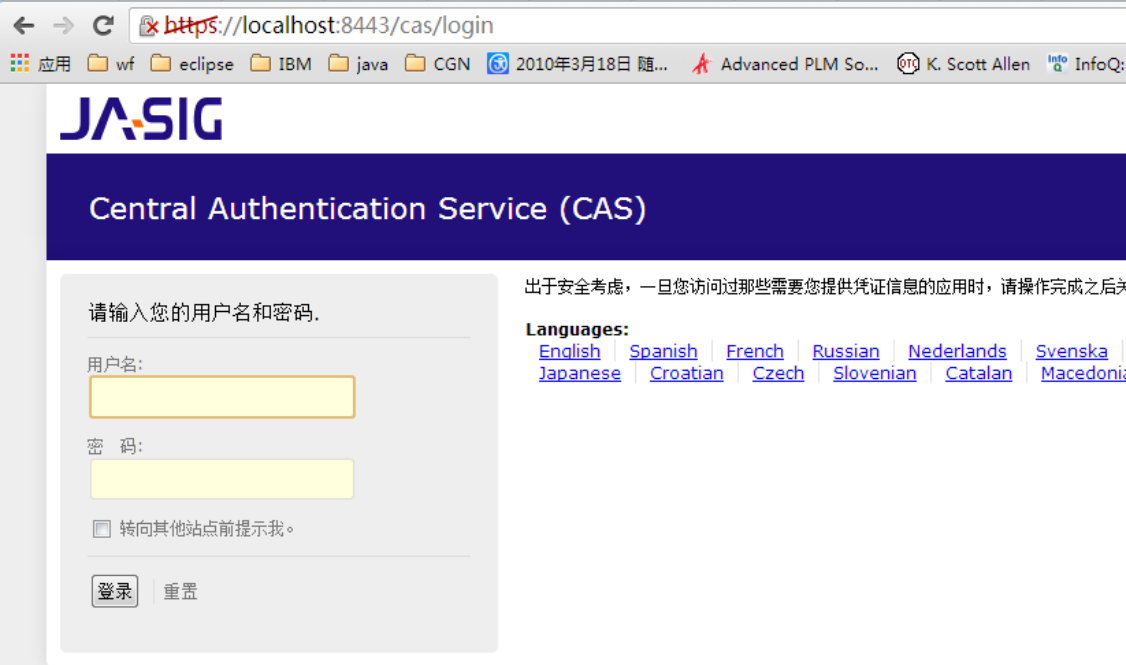 https://localhost:8443/cas/login
应用 wf eclipse IBM java CGN 2010年3月18日 随... Advanced PLM So... OTC K. Scott Allen Info Q InfoQ:
JA-SIG
Central Authentication Service (CAS)
请输入您的用户名和密码.
用户名:
密 码:
转向其他站点前提示我。
登录 重置
出于安全考虑，一旦您访问过那些需要您提供凭证信息的应用时，请操作完成之后关
Languages:
English Spanish French Russian Nederlands Svenska
Japanese Croatian Czech Slovenian Catalan Macedonia